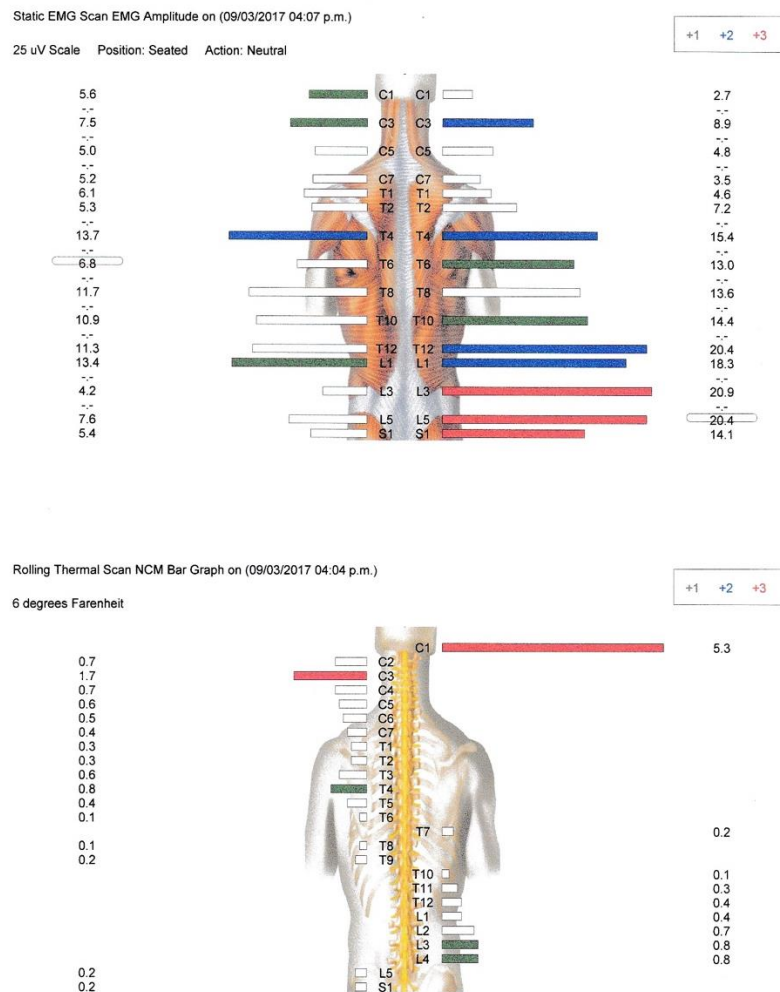 Static EMG Scan EMG Amplitude on (09/03/2017 04:07 p.m.)
+1 +2 +3
25 uV Scale Position: Seated Action: Neutral
5.6 C1 C1 2.7
-.- -.-
7.5 C3 C3 8.9
-.- -.-
5.0 C5 C5 4.8
-.- -.-
5.2 C7 C7 3.5
6.1 T1 T1 4.6
5.3 T2 T2 7.2
-.- -.-
13.7 T4 T4 15.4
-.- -.-
6.8 T6 T6 13.0
-.- -.-
11.7 T8 T8 13.6
-.- -.-
10.9 T10 T10 14.4
-.- -.-
11.3 T12 T12 20.4
13.4 L1 L1 18.3
-.- -.-
4.2 L3 L3 20.9
-.- -.-
7.6 L5 L5 20.4
5.4 S1 S1 14.1
Rolling Thermal Scan NCM Bar Graph on (09/03/2017 04:04 p.m.)
+1 +2 +3
6 degrees Farenheit
C1 5.3
0.7 C2
1.7 C3
0.7 C4
0.6 C5
0.5 C6
0.4 C7
0.3 T1
0.3 T2
0.6 T3
0.8 T4
0.4 T5
0.1 T6
T7 0.2
0.1 T8
0.2 T9
T10 0.1
T11 0.3
T12 0.4
L1 0.4
L2 0.7
L3 0.8
L4 0.8
0.2 L5
0.2 S1